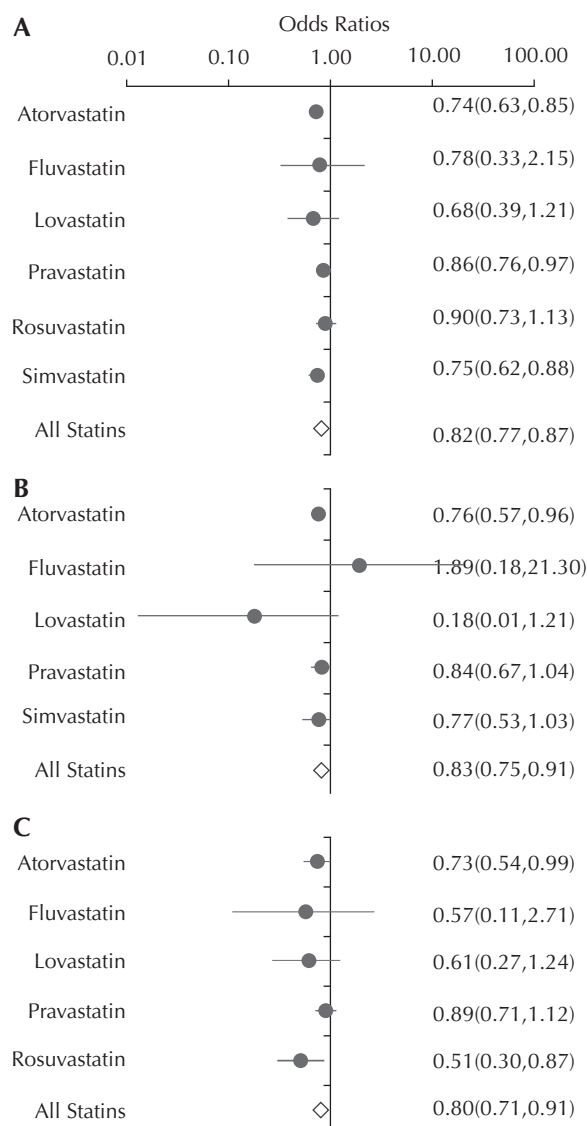 A Odds Ratios
0.01 0.10 1.00 10.00 100.00
Atorvastatin 0.74(0.63,0.85)
Fluvastatin 0.78(0.33,2.15)
Lovastatin 0.68(0.39,1.21)
Pravastatin 0.86(0.76,0.97)
Rosuvastatin 0.90(0.73,1.13)
Simvastatin 0.75(0.62,0.88)
All Statins 0.82(0.77,0.87)
B
Atorvastatin 0.76(0.57,0.96)
Fluvastatin 1.89(0.18,21.30)
Lovastatin 0.18(0.01,1.21)
Pravastatin 0.84(0.67,1.04)
Simvastatin 0.77(0.53,1.03)
All Statins 0.83(0.75,0.91)
C
Atorvastatin 0.73(0.54,0.99)
Fluvastatin 0.57(0.11,2.71)
Lovastatin 0.61(0.27,1.24)
Pravastatin 0.89(0.71,1.12)
Rosuvastatin 0.51(0.30,0.87)
All Statins 0.80(0.71,0.91)